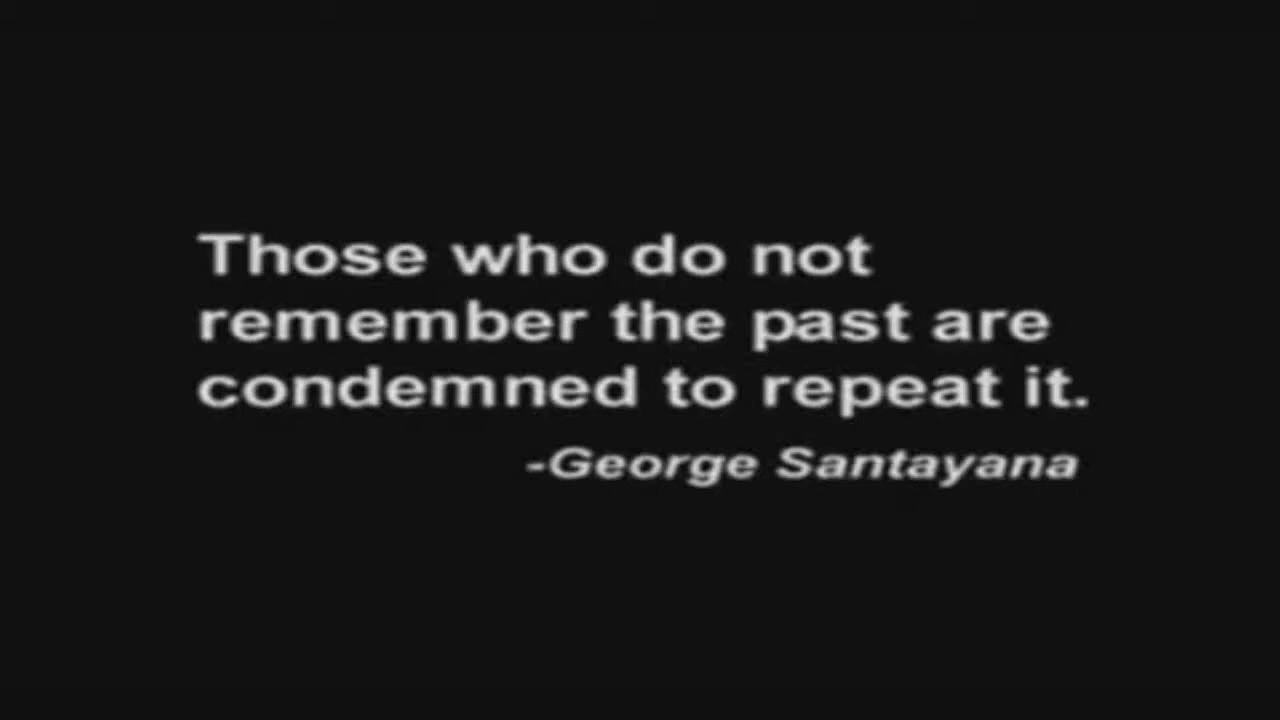 Those who do not
remember the past are
condemned to repeat it.
-George Santayana